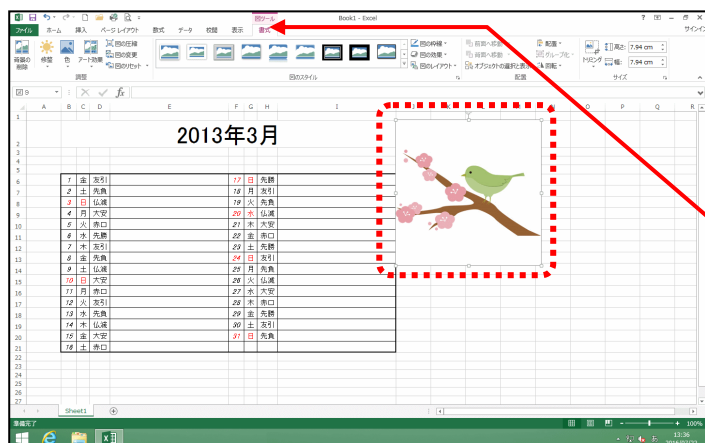 図ツール
Book1 - Excel
サインイン
ファイル ホーム 挿入 ページ レイアウト 数式 データ 校閲 表示 書式
背景の削除
修整
色
アート効果
図の圧縮
図の変更
図のリセット
調整
図のスタイル
図の枠線
図の効果
図のレイアウト
前面へ移動
背面へ移動
オブジェクトの選択と表示
配置
グループ化
回転
配置
トリミング
高さ: 7.94 cm
幅: 7.94 cm
サイズ
fx
A B C D E F G H I
O P Q R
2013年3月
1 金 友引 17 日 先勝
2 土 先負 18 月 友引
3 日 仏滅 19 火 先負
4 月 大安 20 水 仏滅
5 火 赤口 21 木 大安
6 水 先勝 22 金 赤口
7 木 友引 23 土 先勝
8 金 先負 24 日 友引
9 土 仏滅 25 月 先負
10 日 大安 26 火 仏滅
11 月 赤口 27 水 大安
12 火 友引 28 木 赤口
13 水 先負 29 金 先勝
14 木 仏滅 30 土 友引
15 金 大安 31 日 先負
16 土 赤口
Sheet1
準備完了
100%
13:36